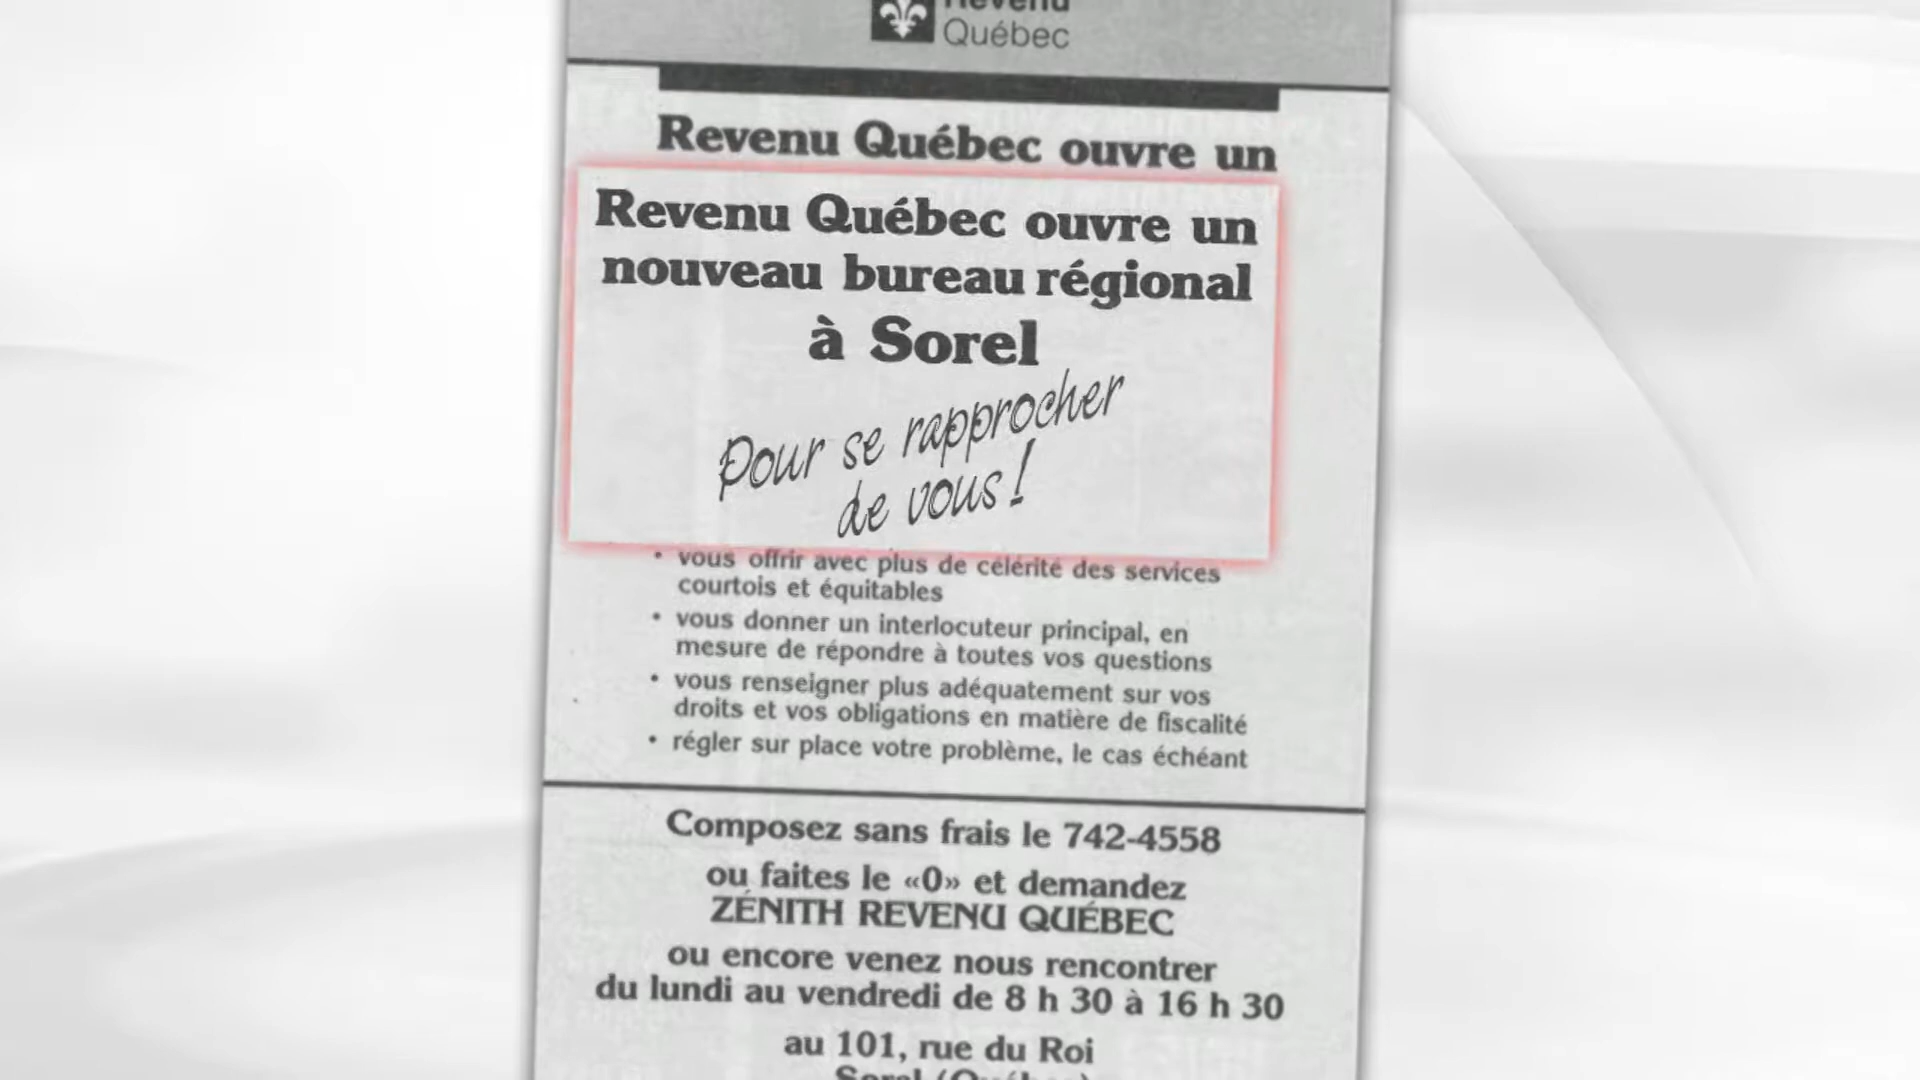 Revenu
Québec
Revenu Québec ouvre un
Revenu Québec ouvre un
nouveau bureau régional
à Sorel
Pour se rapprocher
de vous !
• vous offrir avec plus de célérité des services
courtois et équitables
• vous donner un interlocuteur principal, en
mesure de répondre à toutes vos questions
• vous renseigner plus adéquatement sur vos
droits et vos obligations en matière de fiscalité
• régler sur place votre problème, le cas échéant
Composez sans frais le 742-4558
ou faites le «0» et demandez
ZÉNITH REVENU QUÉBEC
ou encore venez nous rencontrer
du lundi au vendredi de 8 h 30 à 16 h 30
au 101, rue du Roi
Sorel (Québec)